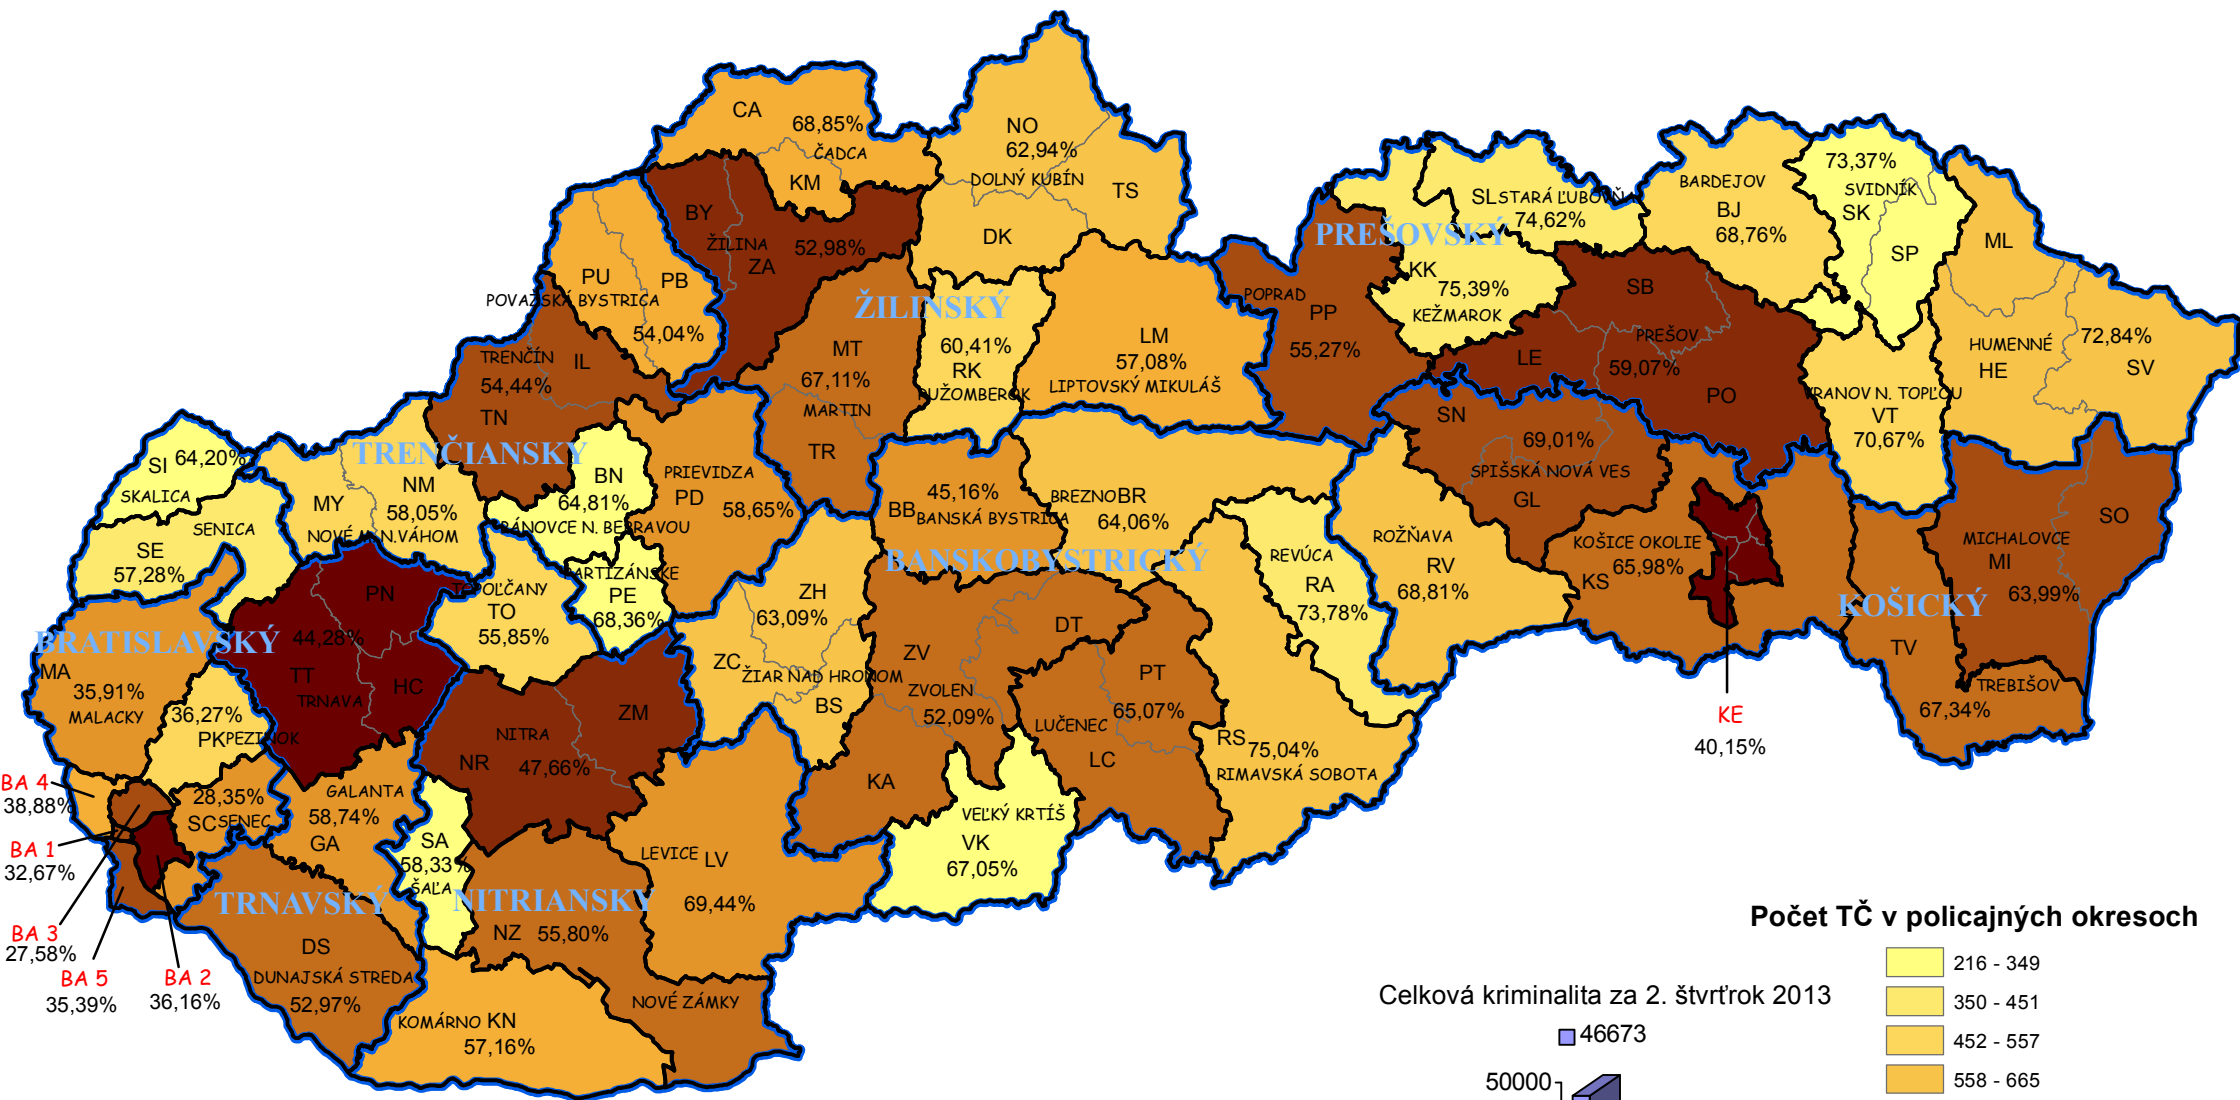 CA
68,85%
ČADCA
KM
NO
62,94%
DOLNÝ KUBÍN
TS
DK
BY
ŽILINA
52,98%
ZA
PU
PB
POVAŽSKÁ BYSTRICA
54,04%
ŽILINSKÝ
MT
67,11%
MARTIN
TR
60,41%
RK
RUŽOMBEROK
LM
57,08%
LIPTOVSKÝ MIKULÁŠ
PREŠOVSKÝ
POPRAD
PP
55,27%
SL STARÁ ĽUBOVŇA
74,62%
KK
75,39%
KEŽMAROK
BARDEJOV
BJ
68,76%
73,37%
SVIDNÍK
SK
SP
ML
HUMENNÉ
HE
72,84%
SV
SB
LE
PREŠOV
59,07%
PO
VRANOV N. TOPĽOU
VT
70,67%
TRENČÍN
IL
54,44%
TN
TRENČIANSKY
SI 64,20%
SKALICA
SENICA
SE
57,28%
MY
NM
58,05%
NOVÉ M. N.VÁHOM
BN
64,81%
BÁNOVCE N. BEBRAVOU
PRIEVIDZA
PD
58,65%
PARTIZÁNSKE
PE
68,36%
TOPOĽČANY
TO
55,85%
45,16%
BB BANSKÁ BYSTRICA
BREZNO BR
64,06%
BANSKOBYSTRICKÝ
REVÚCA
RA
73,78%
ROŽŇAVA
RV
68,81%
SN
69,01%
SPIŠSKÁ NOVÁ VES
GL
KOŠICE OKOLIE
KS
65,98%
KOŠICKÝ
MICHALOVCE
MI
63,99%
SO
TV
TREBIŠOV
67,34%
KE
40,15%
BRATISLAVSKÝ
MA
35,91%
MALACKY
36,27%
PK PEZINOK
PN
44,28%
TT
TRNAVA
HC
ZH
63,09%
ZC
ŽIAR NAD HRONOM
BS
ZV
ZVOLEN
52,09%
DT
KA
PT
65,07%
LUČENEC
LC
RS
75,04%
RIMAVSKÁ SOBOTA
VEĽKÝ KRTÍŠ
VK
67,05%
NITRA
ZM
NR
47,66%
BA 4
38,88%
28,35%
SC SENEC
GALANTA
58,74%
GA
SA
58,33%
ŠAĽA
LEVICE LV
69,44%
BA 1
32,67%
BA 3
27,58%
BA 5
35,39%
BA 2
36,16%
TRNAVSKÝ
DS
DUNAJSKÁ STREDA
52,97%
NITRIANSKY
NZ 55,80%
NOVÉ ZÁMKY
KOMÁRNO KN
57,16%
Počet TČ v policajných okresoch
216 - 349
350 - 451
452 - 557
558 - 665
Celková kriminalita za 2. štvrťrok 2013
46673
50000